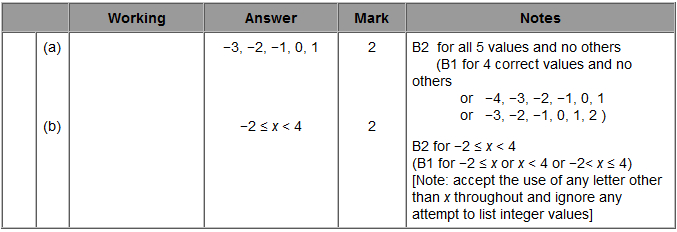 Working Answer Mark Notes
(a) −3, −2, −1, 0, 1 2 B2 for all 5 values and no others
(B1 for 4 correct values and no
others
or −4, −3, −2, −1, 0, 1
or −3, −2, −1, 0, 1, 2 )
(b) −2 ≤ x < 4 2
B2 for −2 ≤ x < 4
(B1 for −2 ≤ x or x < 4 or −2< x ≤ 4)
[Note: accept the use of any letter other
than x throughout and ignore any
attempt to list integer values]